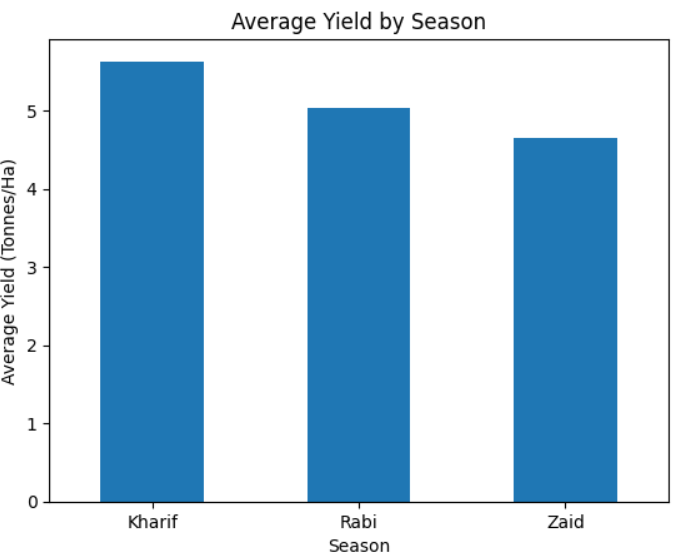 Average Yield by Season
Average Yield (Tonnes/Ha)
5
4
3
2
1
0
Kharif
Rabi
Zaid
Season